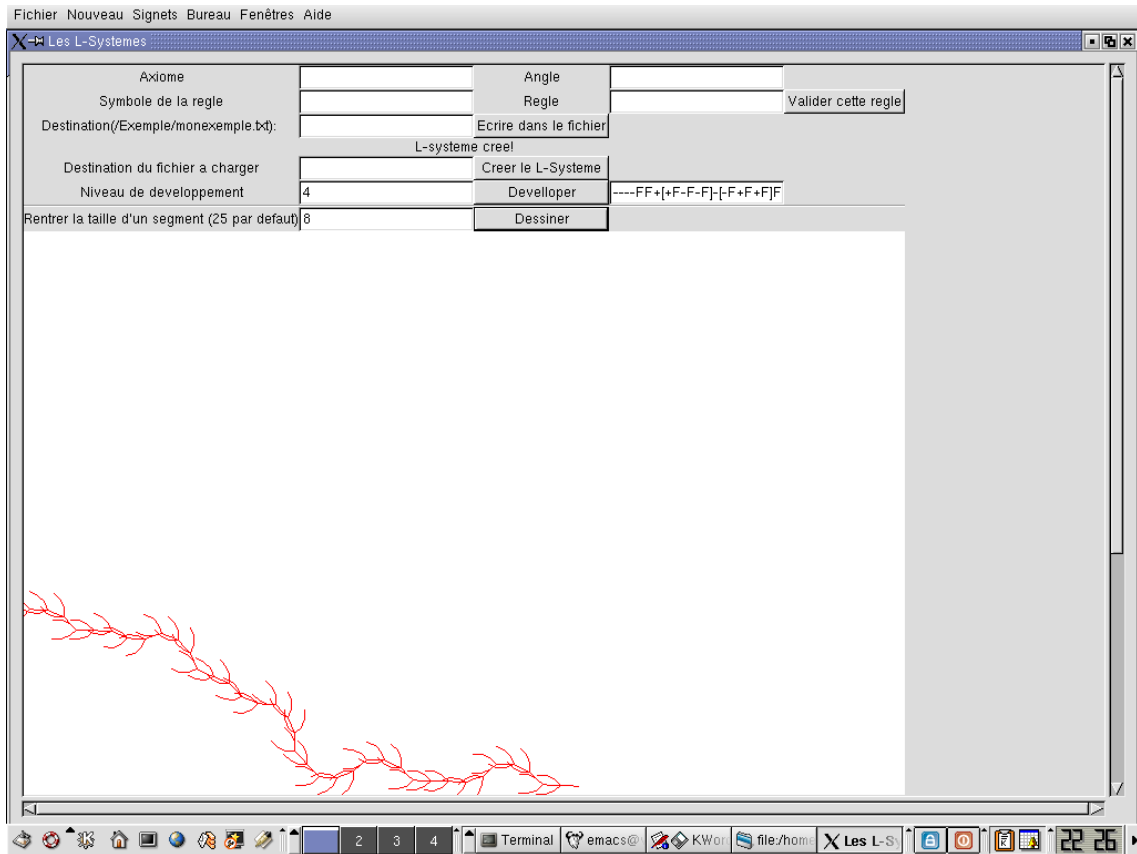 Fichier Nouveau Signets Bureau Fenêtres Aide
Les L-Systemes
Axiome Angle
Symbole de la regle Regle Valider cette regle
Destination(/Exemple/monexemple.txt): Ecrire dans le fichier
L-systeme cree!
Destination du fichier a charger Creer le L-Systeme
Niveau de developpement 4 Develloper ----FF+[+F-F-F]-[-F+F+F]F
Rentrer la taille d'un segment (25 par defaut) 8 Dessiner
2 3 4 Terminal emacs@ KWor file:/hom Les L-Sy 22 26